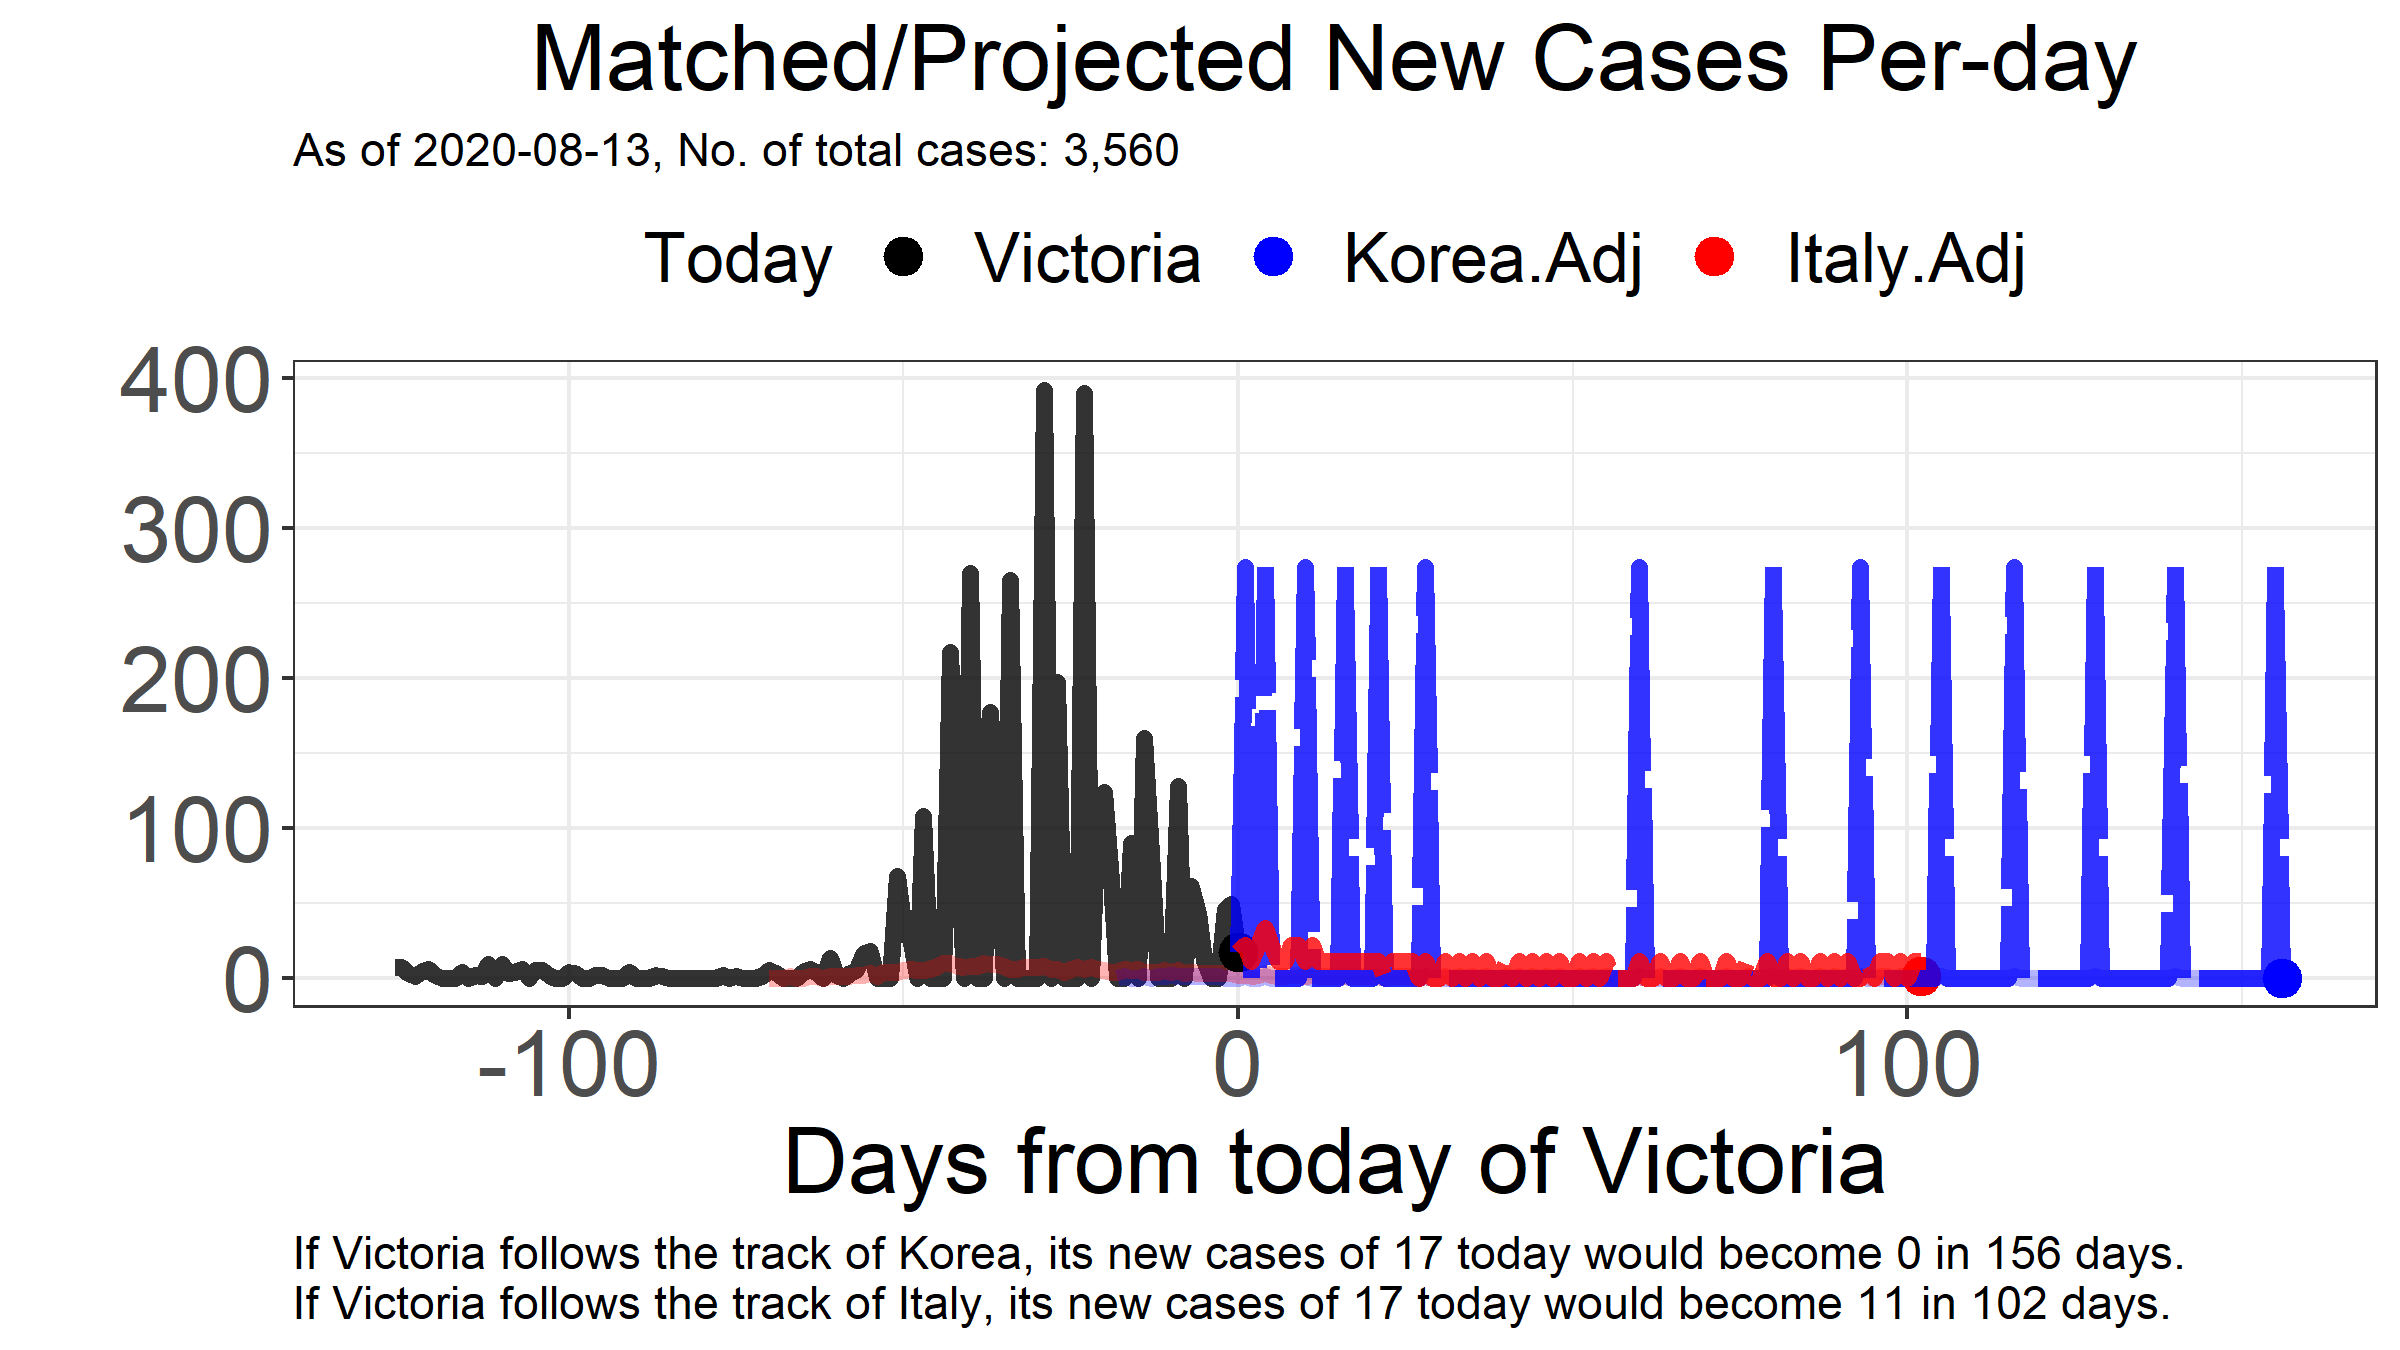 Matched/Projected New Cases Per-day
As of 2020-08-13, No. of total cases: 3,560
Today Victoria Korea.Adj Italy.Adj
400
300
200
100
0
-100 0 100
Days from today of Victoria
If Victoria follows the track of Korea, its new cases of 17 today would become 0 in 156 days.
If Victoria follows the track of Italy, its new cases of 17 today would become 11 in 102 days.